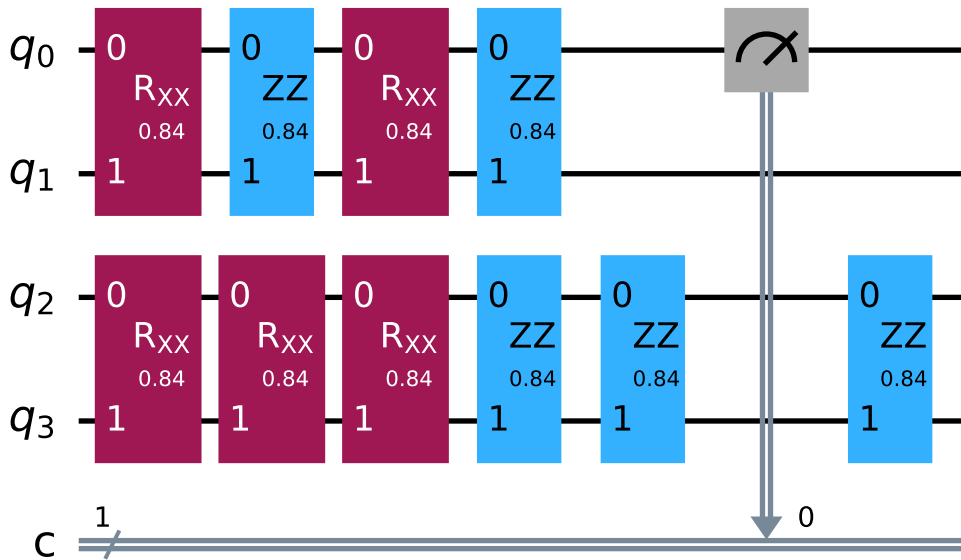 q0 0 0 0 0
RXX ZZ RXX ZZ
0.84 0.84 0.84 0.84
q1 1 1 1 1
q2 0 0 0 0 0 0
RXX RXX RXX ZZ ZZ ZZ
0.84 0.84 0.84 0.84 0.84 0.84
q3 1 1 1 1 1 1
1 0
c